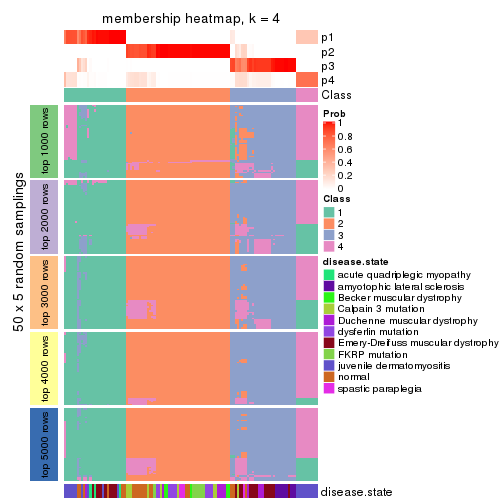 membership heatmap, k = 4
p1
p2
p3
p4
Class
50 x 5 random samplings
top 1000 rows
top 2000 rows
top 3000 rows
top 4000 rows
top 5000 rows
Prob
1
0.8
0.6
0.4
0.2
0
Class
1
2
3
4
disease.state
acute quadriplegic myopathy
amyotophic lateral sclerosis
Becker muscular dystrophy
Calpain 3 mutation
Duchenne muscular dystrophy
dysferlin mutation
Emery-Dreifuss muscular dystrophy
FKRP mutation
juvenile dermatomyositis
normal
spastic paraplegia
disease.state